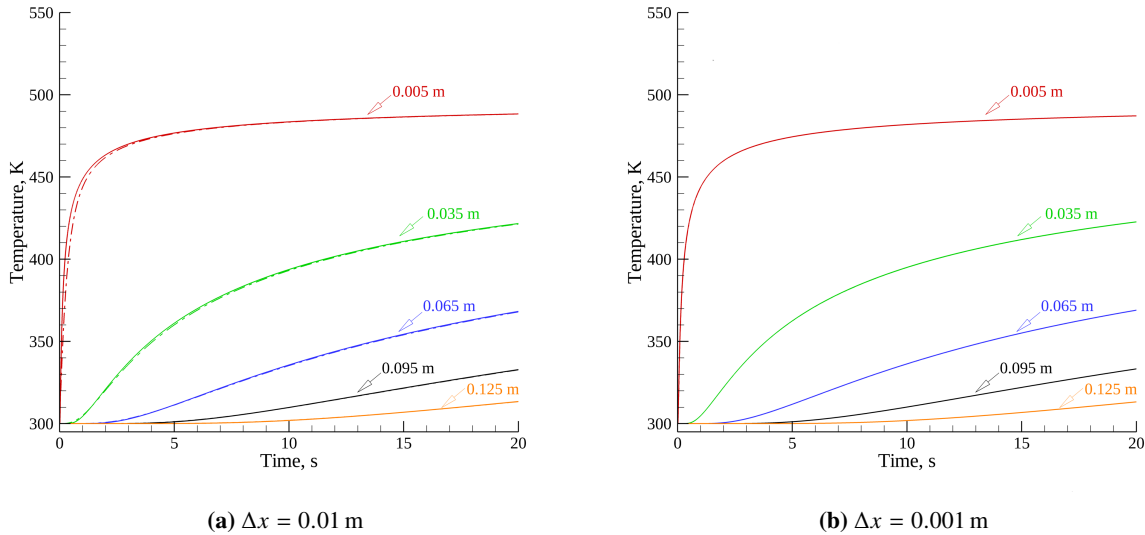 550
500
450
400
350
300
Temperature, K
0.005 m
0.035 m
0.065 m
0.095 m
0.125 m
0 5 10 15 20
Time, s
(a) Δx = 0.01 m
550
500
450
400
350
300
Temperature, K
0.005 m
0.035 m
0.065 m
0.095 m
0.125 m
0 5 10 15 20
Time, s
(b) Δx = 0.001 m